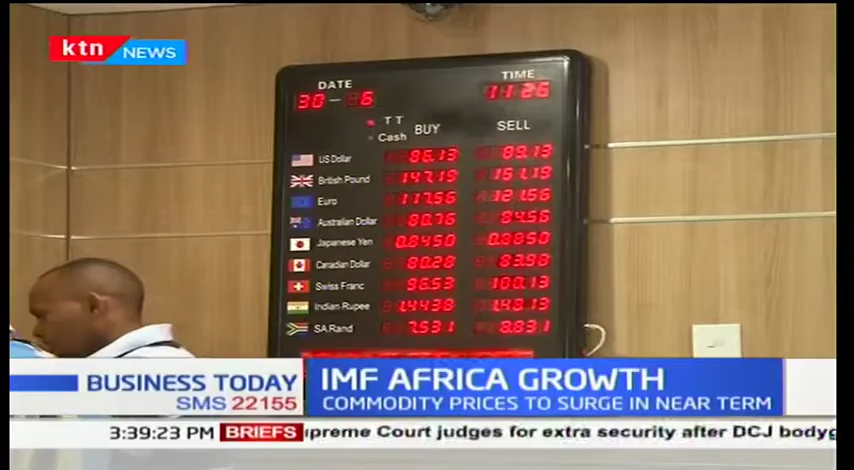 ktn NEWS
DATE TIME
30 - 6 11:26
TT
Cash BUY SELL
US Dollar 86.13 89.13
British Pound 147.19 151.19
Euro 117.56 121.56
Australian Dollar 80.76 84.56
Japanese Yen 0.8450 0.8850
Canadian Dollar 80.28 83.98
Swiss Franc 96.53 100.13
Indian Rupee 1.4438 1.4813
SA Rand 7.531 8.831
BUSINESS TODAY
SMS 22155
IMF AFRICA GROWTH
COMMODITY PRICES TO SURGE IN NEAR TERM
3:39:23 PM BRIEFS upreme Court judges for extra security after DCJ bodyg